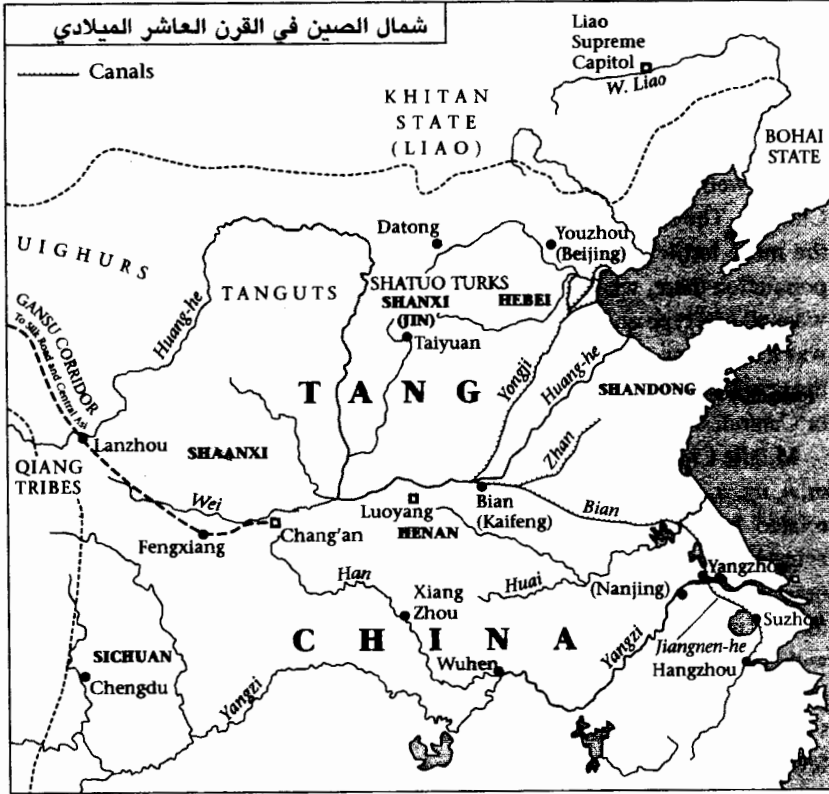 شمال الصين في القرن العاشر الميلادي
Canals
Liao
Supreme
Capitol
W. Liao
KHITAN
STATE
(LIAO)
BOHAI
STATE
UIGHURS
Datong
Youzhou
(Beijing)
TANGUTS
SHATUO TURKS
SHANXI
(JIN)
HEBEI
Huang-he
GANSU CORRIDOR
To Silk Road and Central Asi
Taiyuan
Yongji
Huang-he
SHANDONG
TANG
Lanzhou
SHAANXI
Zhan
QIANG
TRIBES
Wei
Luoyang
Bian
(Kaifeng)
Bian
Fengxiang
Chang'an
HENAN
Han
Huai
(Nanjing)
Yangzho
Xiang
Zhou
Suzho
CHINA
Jiangnen-he
SICHUAN
Wuhen
Yangzi
Hangzhou
Chengdu
Yangzi